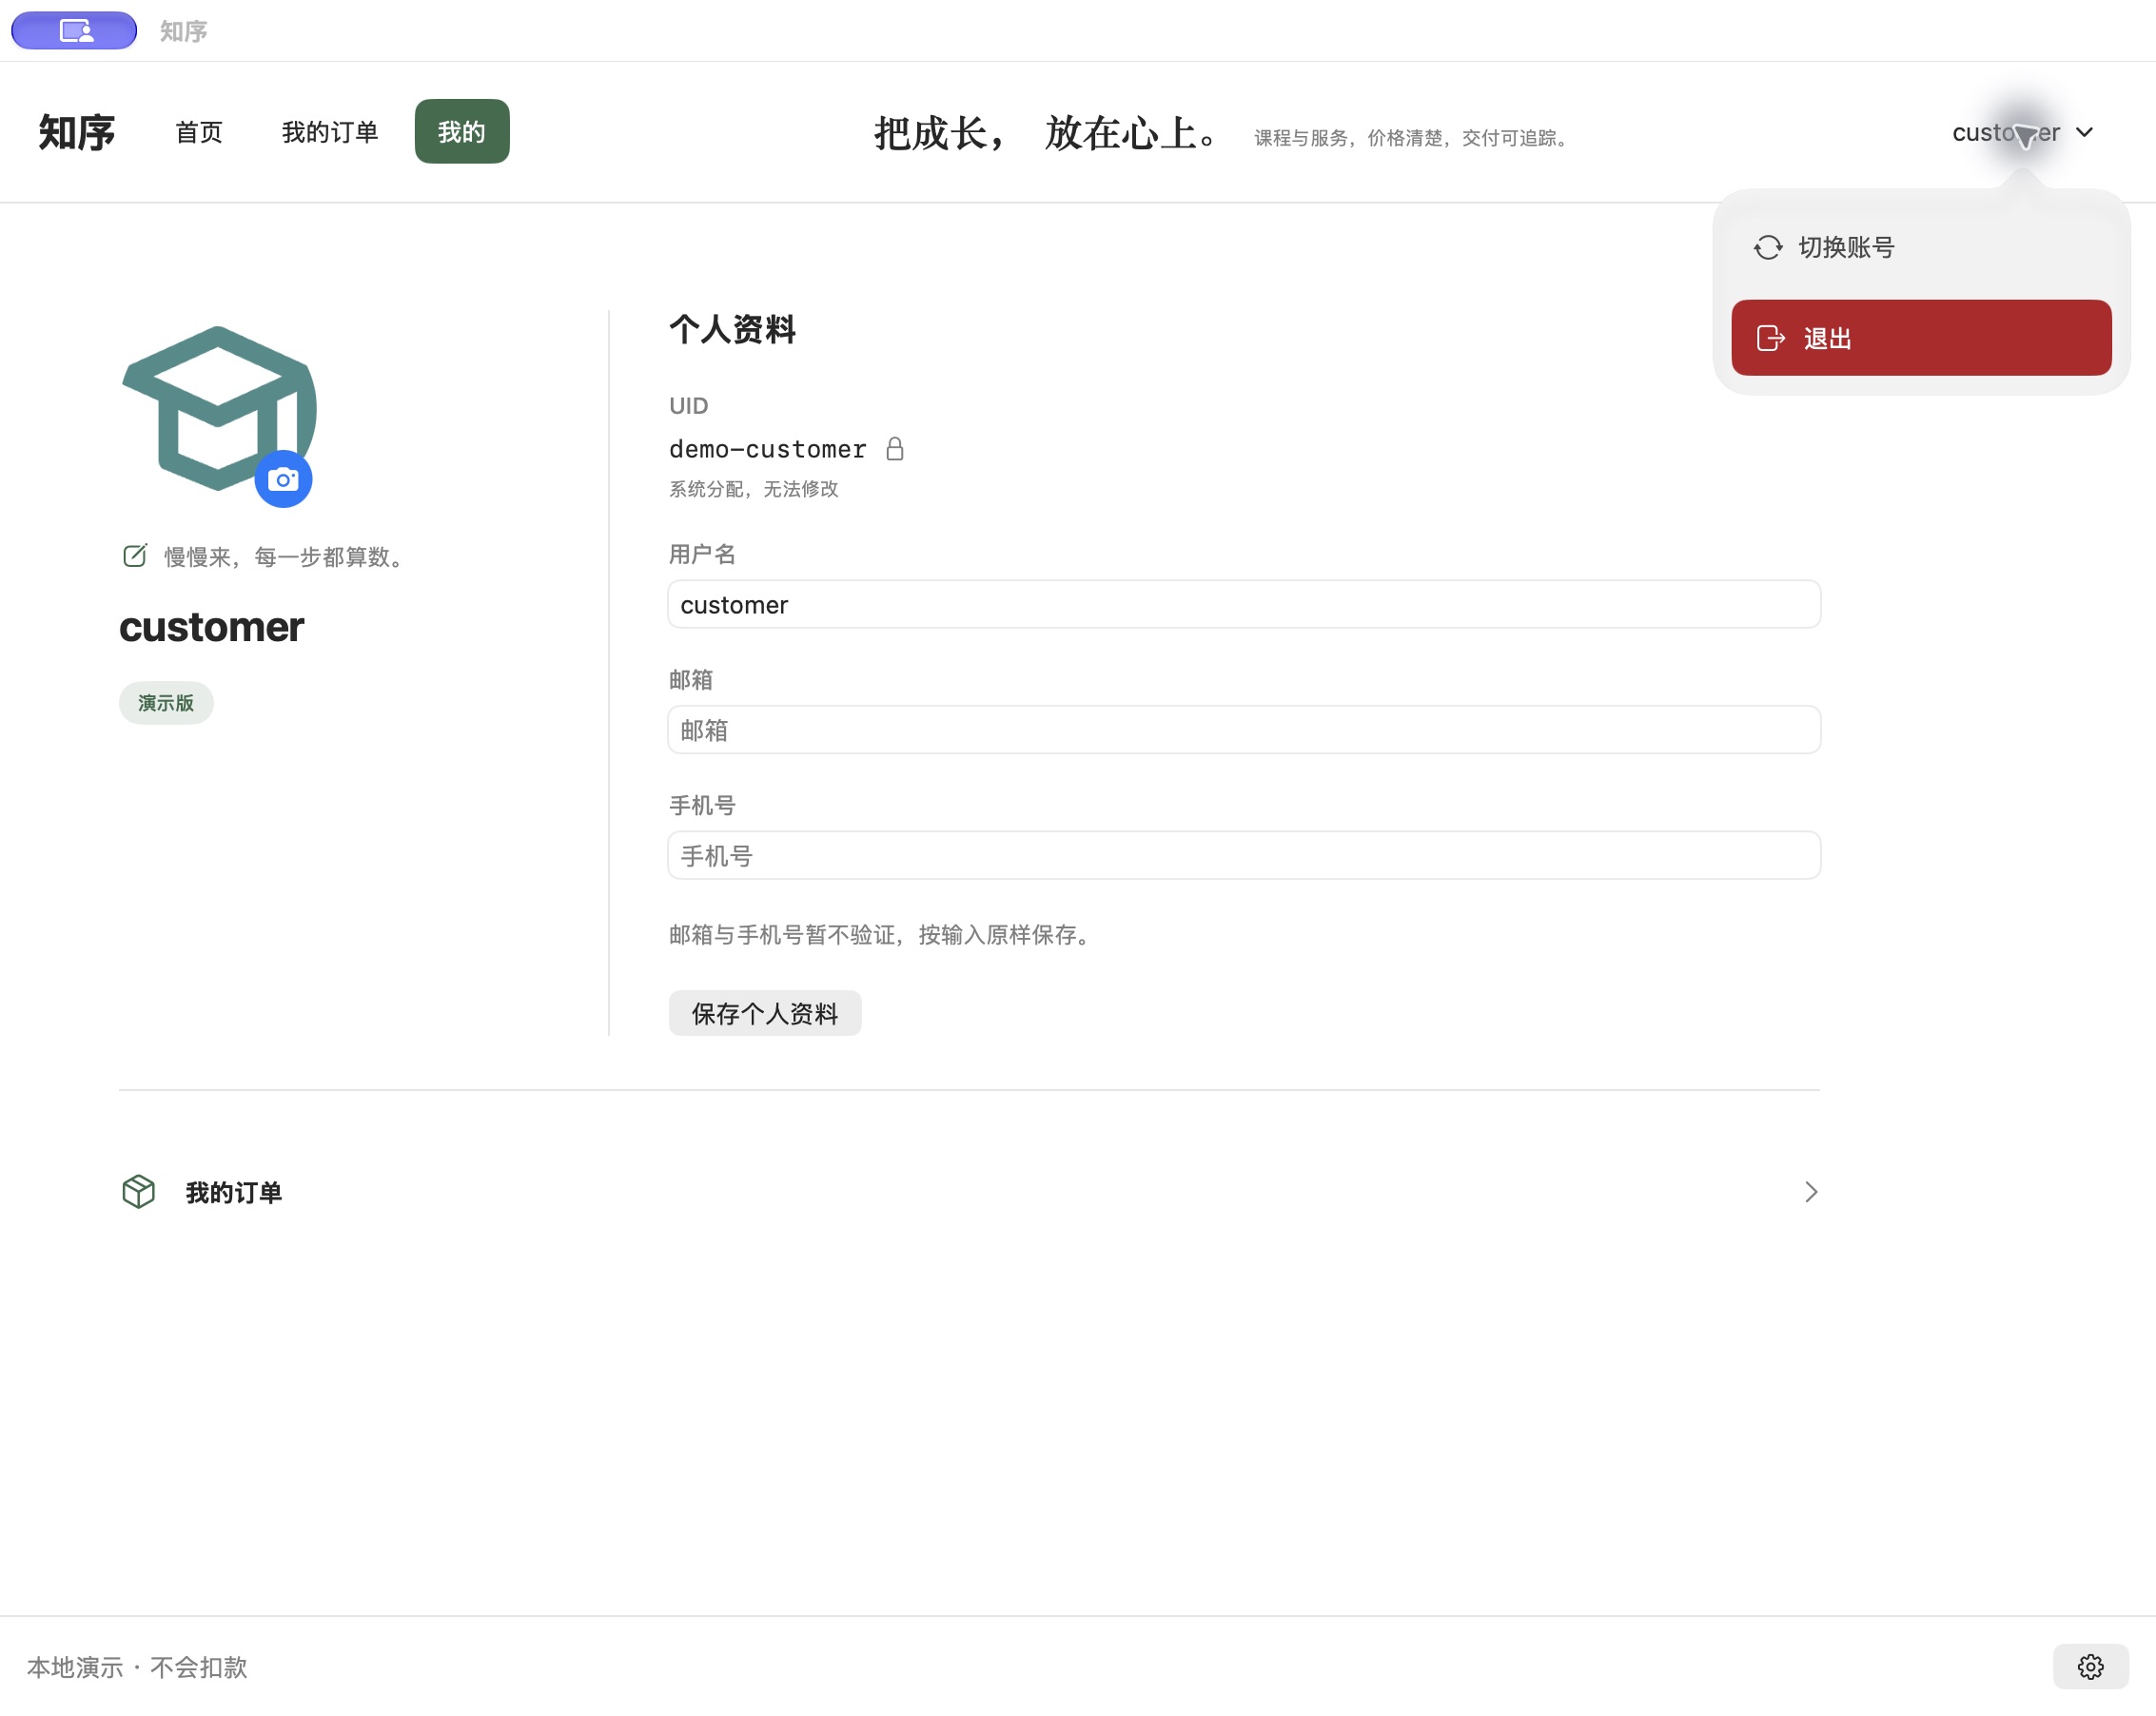 知序
知序 首页 我的订单 我的 把成长， 放在心上。 课程与服务，价格清楚，交付可追踪。 customer
切换账号
退出
个人资料
UID
demo-customer
系统分配，无法修改
慢慢来，每一步都算数。
customer
演示版
用户名
customer
邮箱
邮箱
手机号
手机号
邮箱与手机号暂不验证，按输入原样保存。
保存个人资料
我的订单
本地演示 · 不会扣款